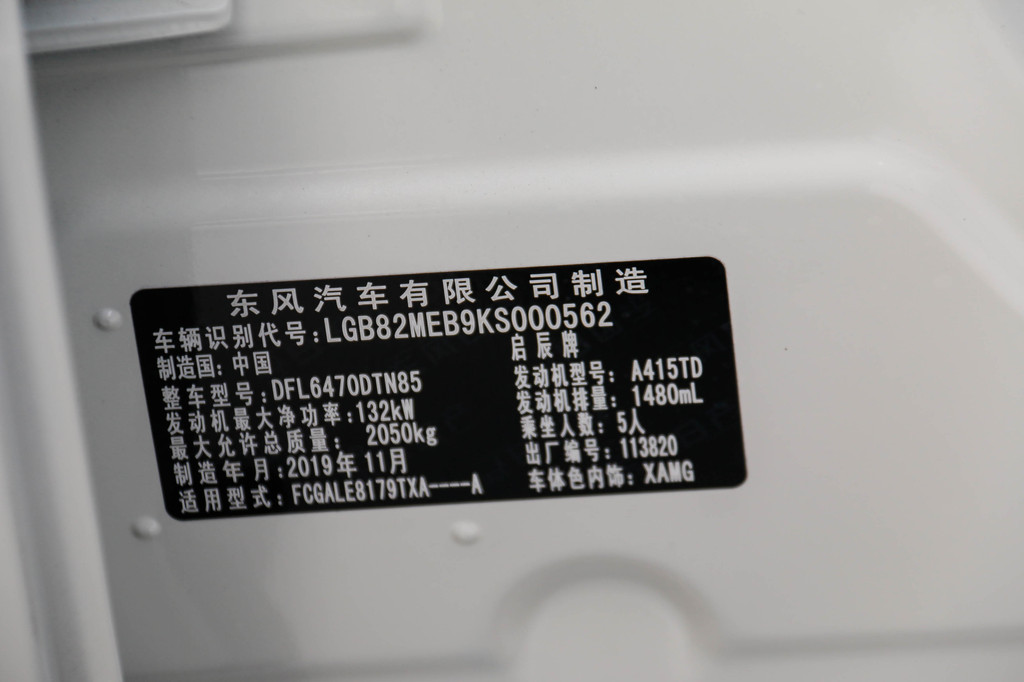 东风汽车有限公司制造
车辆识别代号:LGB82MEB9KS000562
制造国: 中国 启辰牌
整车型号:DFL6470DTN85 发动机型号: A415TD
发动机最大净功率:132kW 发动机排量: 1480mL
最大允许总质量: 2050kg 乘坐人数: 5人
制造年月:2019年11月 出厂编号: 113820
适用型式: FCGALE8179TXA----A 车体色内饰: XAMG